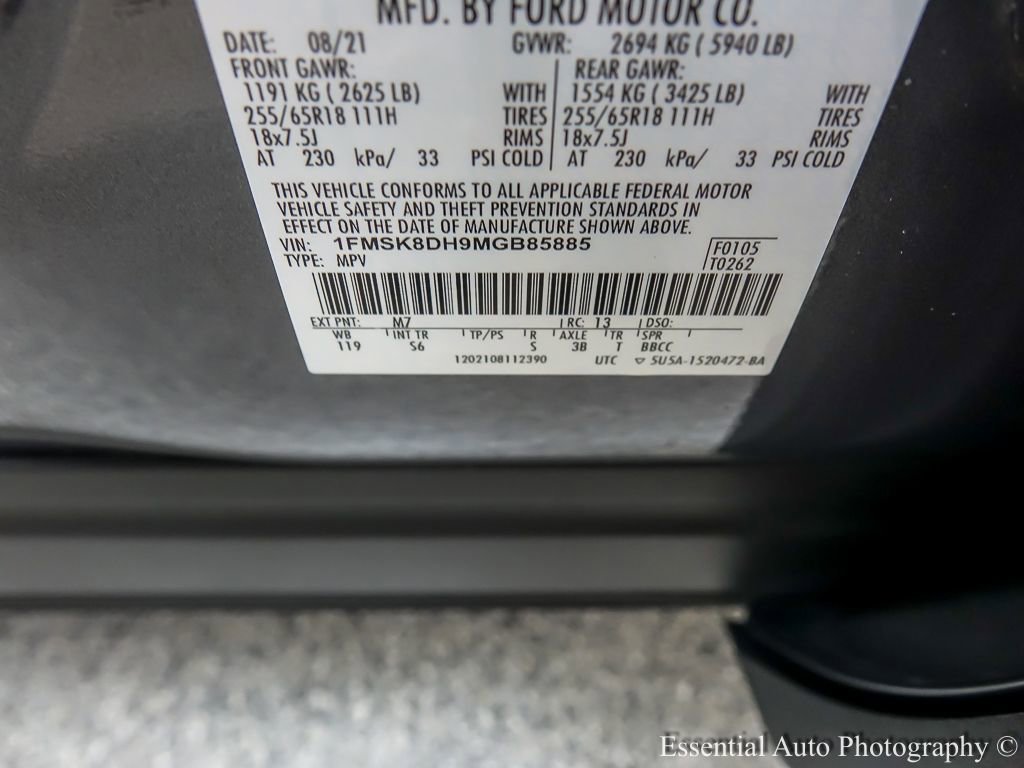 MFD. BY FORD MOTOR CO.
DATE: 08/21 GVWR: 2694 KG ( 5940 LB)
FRONT GAWR: REAR GAWR:
1191 KG ( 2625 LB) WITH 1554 KG ( 3425 LB) WITH
255/65R18 111H TIRES 255/65R18 111H TIRES
18x7.5J RIMS 18x7.5J RIMS
AT 230 kPa/ 33 PSI COLD AT 230 kPa/ 33 PSI COLD
THIS VEHICLE CONFORMS TO ALL APPLICABLE FEDERAL MOTOR
VEHICLE SAFETY AND THEFT PREVENTION STANDARDS IN
EFFECT ON THE DATE OF MANUFACTURE SHOWN ABOVE.
VIN: 1FMSK8DH9MGB85885 F0105
TYPE: MPV T0262
EXT PNT: M7 RC: 13 DSO:
WB INT TR TP/PS R AXLE TR SPR
119 S6 S 3B T BBCC
1202108112390 UTC ▽ 5U5A-1520472-BA
Essential Auto Photography ©